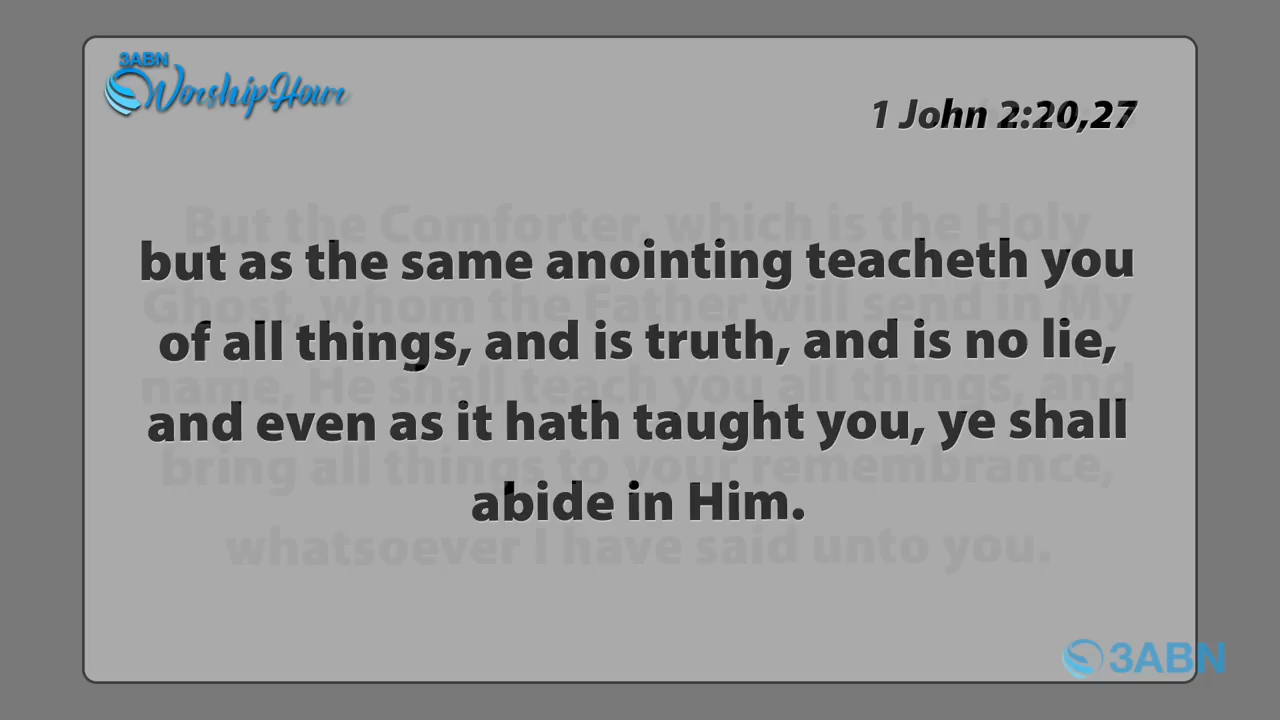 3ABN
Worship Hour
1 John 2:20,27
but as the same anointing teacheth you
of all things, and is truth, and is no lie,
and even as it hath taught you, ye shall
abide in Him.
But the Comforter, which is the Holy
Ghost, whom the Father will send in My
name, He shall teach you all things, and
bring all things to your remembrance,
whatsoever I have said unto you.
3ABN